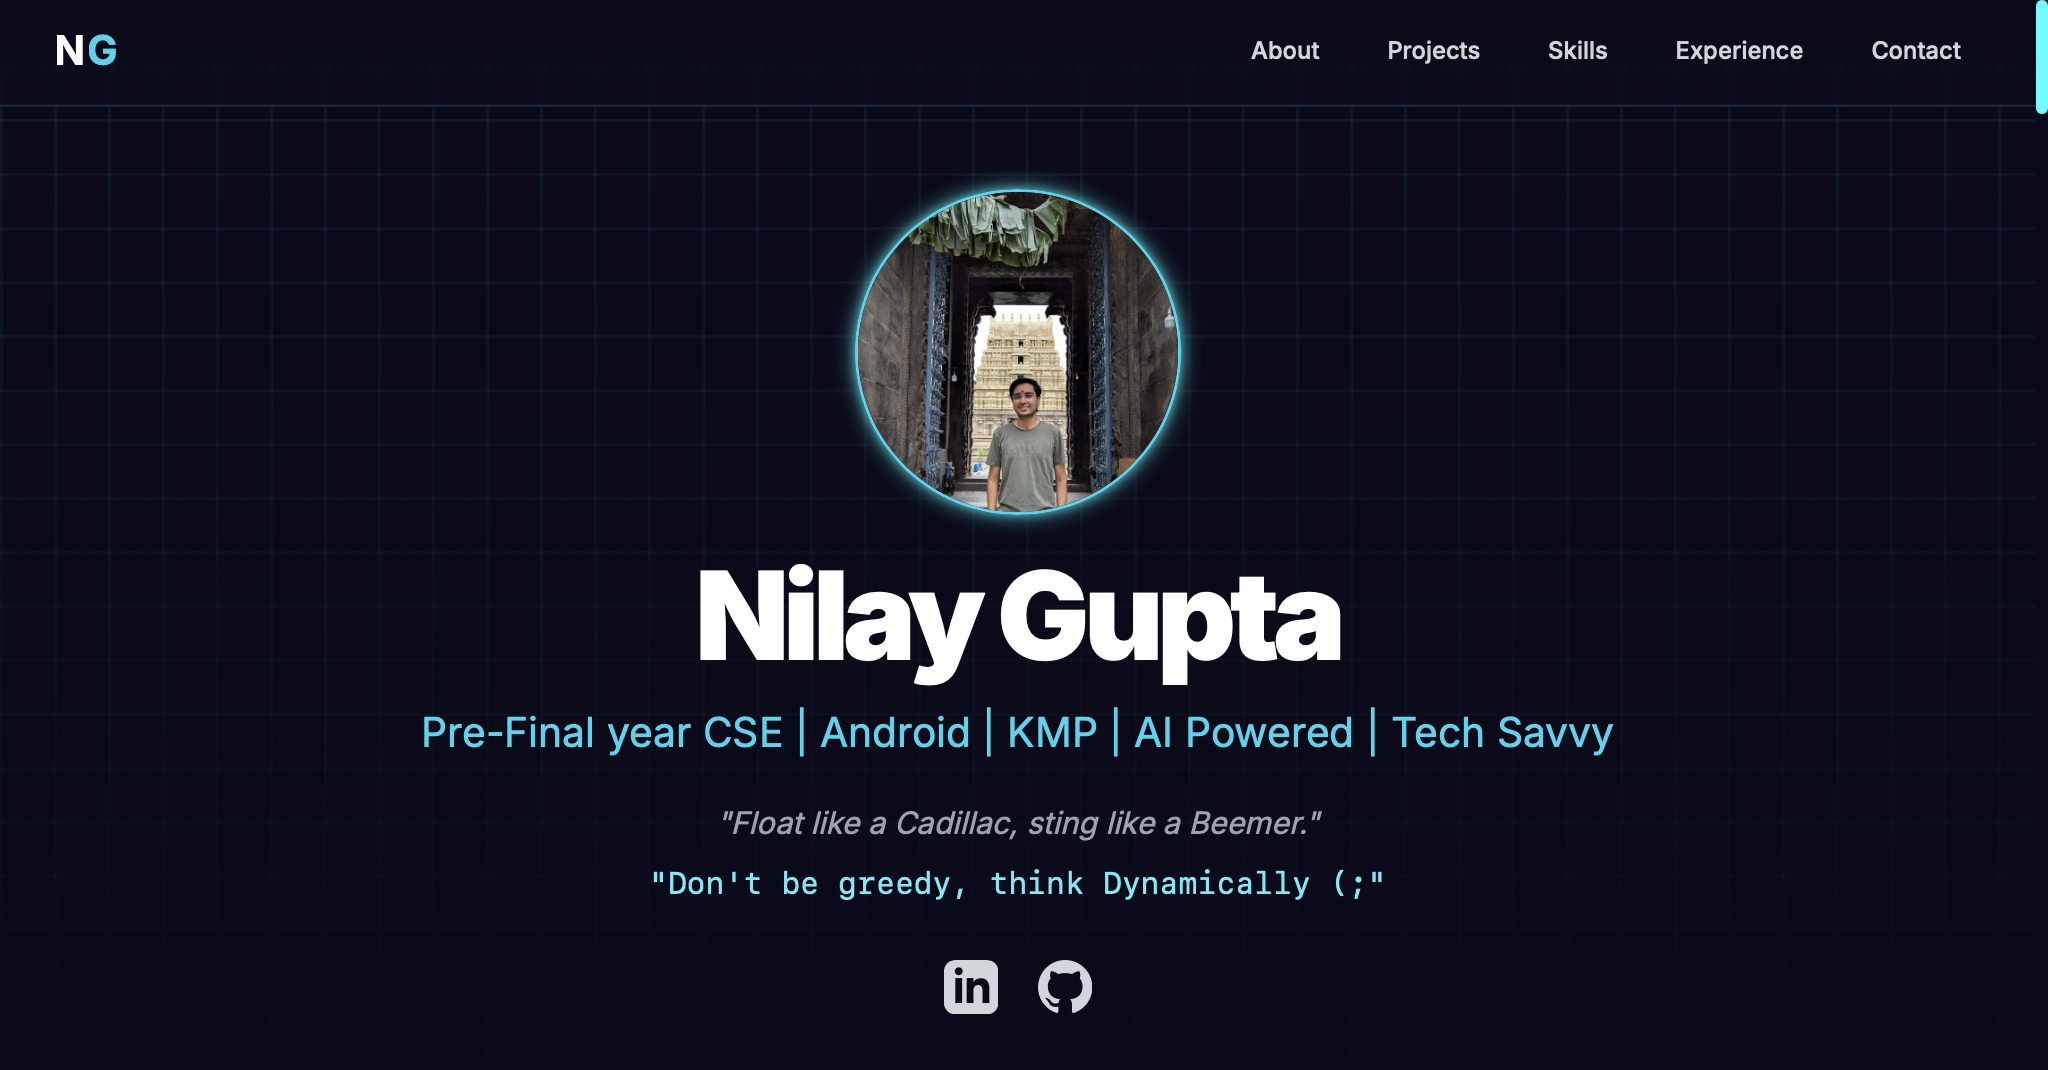 NG
About Projects Skills Experience Contact
Nilay Gupta
Pre-Final year CSE | Android | KMP | AI Powered | Tech Savvy
"Float like a Cadillac, sting like a Beemer."
"Don't be greedy, think Dynamically (;"
in